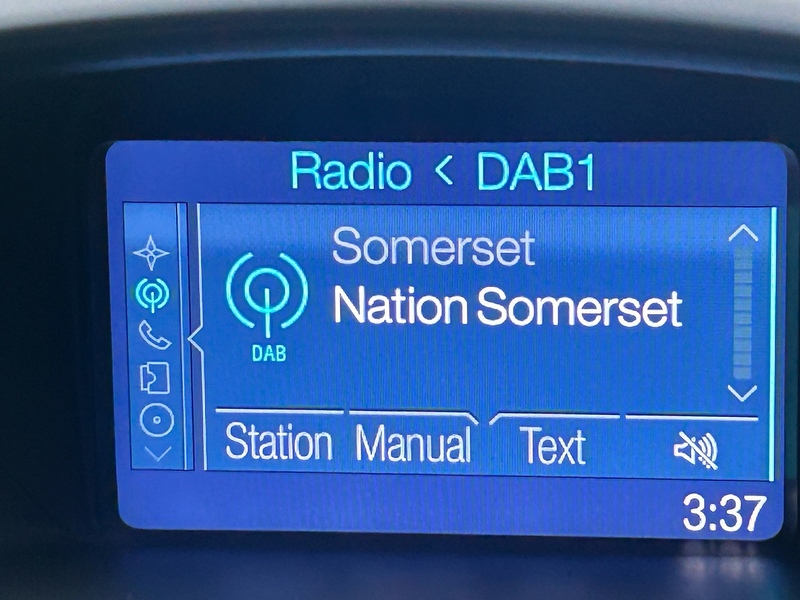 Radio < DAB1
Somerset
Nation Somerset
DAB
Station Manual Text
3:37